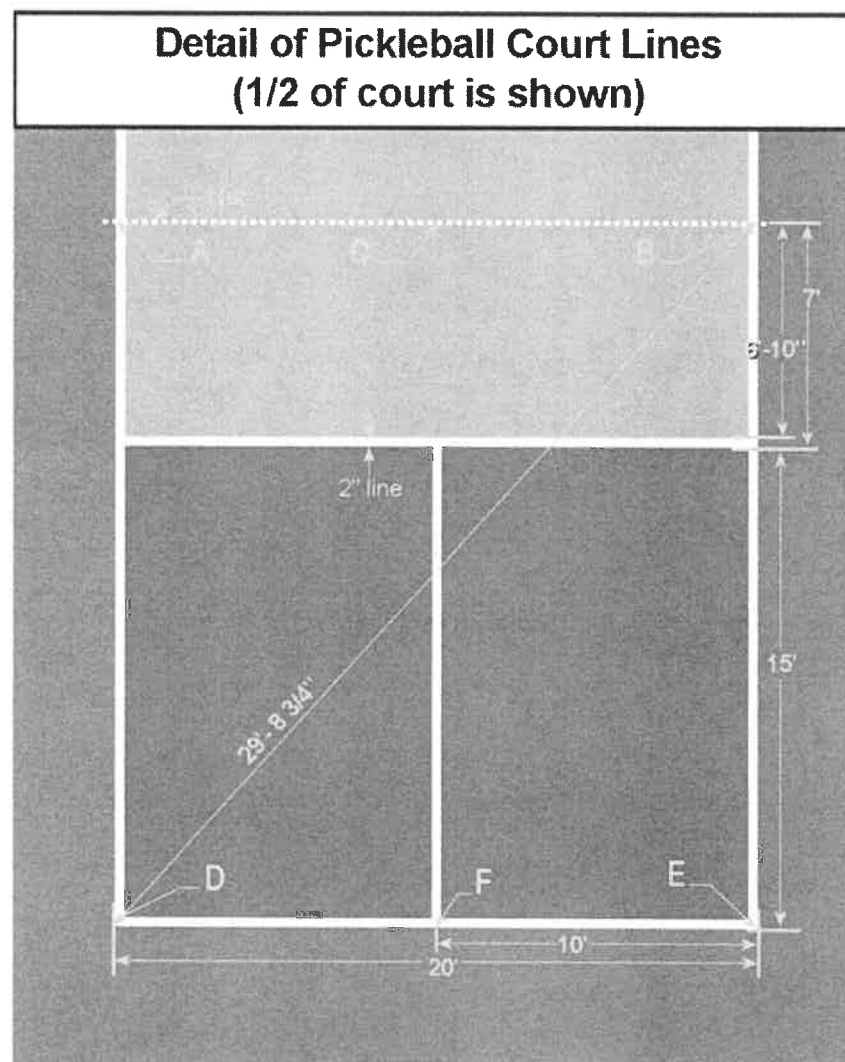 Detail of Pickleball Court Lines
(1/2 of court is shown)
A
C
B
7'
6'-10"
2" line
15'
29'- 8 3/4"
D
F
E
10'
20'